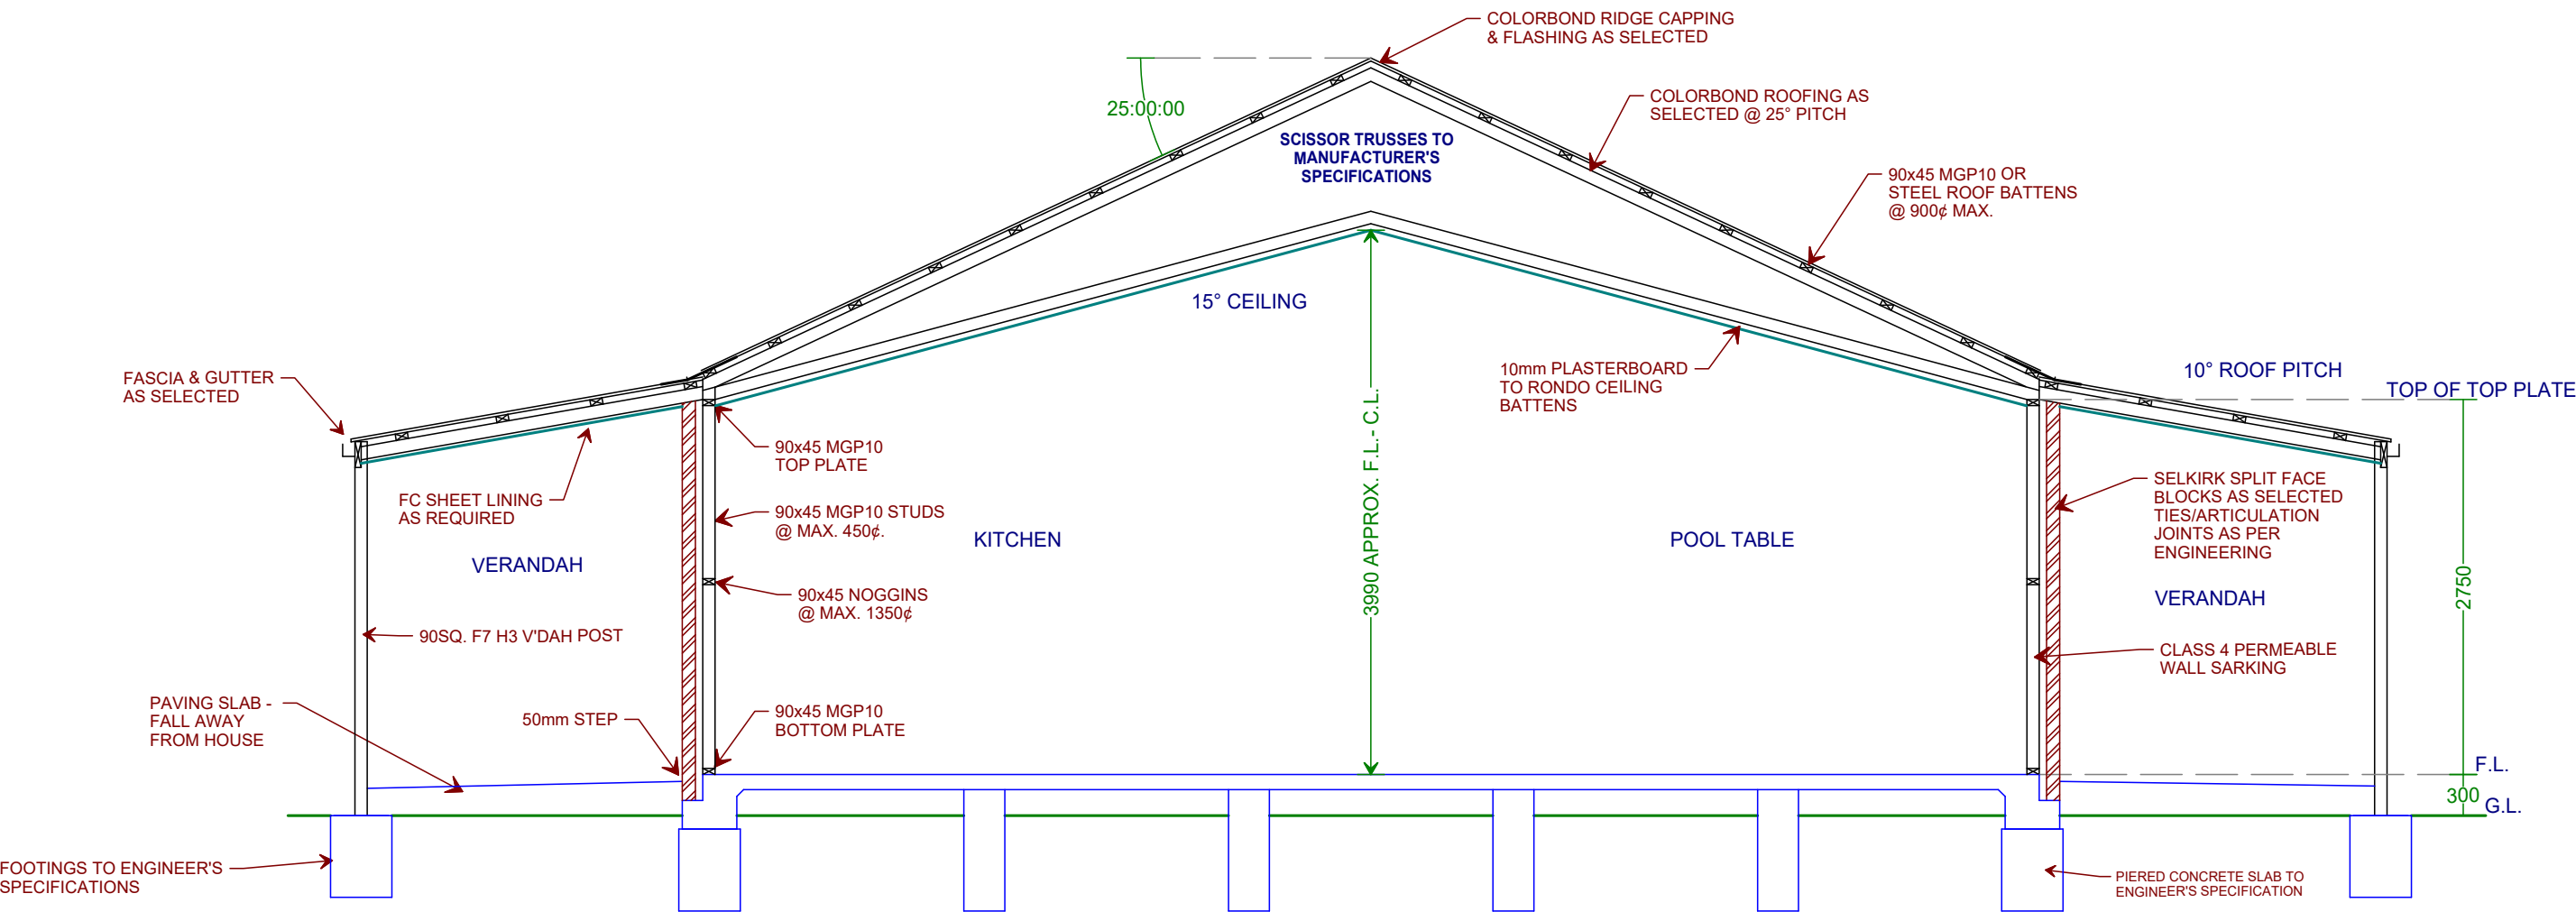 COLORBOND RIDGE CAPPING
& FLASHING AS SELECTED
25:00:00
COLORBOND ROOFING AS
SELECTED @ 25° PITCH
SCISSOR TRUSSES TO
MANUFACTURER'S
SPECIFICATIONS
90x45 MGP10 OR
STEEL ROOF BATTENS
@ 900¢ MAX.
15° CEILING
FASCIA & GUTTER
AS SELECTED
10mm PLASTERBOARD
TO RONDO CEILING
BATTENS
10° ROOF PITCH
TOP OF TOP PLATE
90x45 MGP10
TOP PLATE
FC SHEET LINING
AS REQUIRED
90x45 MGP10 STUDS
@ MAX. 450¢.
VERANDAH
KITCHEN
3990 APPROX. F.L.- C.L.
POOL TABLE
SELKIRK SPLIT FACE
BLOCKS AS SELECTED
TIES/ARTICULATION
JOINTS AS PER
ENGINEERING
2750
90x45 NOGGINS
@ MAX. 1350¢
VERANDAH
90SQ. F7 H3 V'DAH POST
CLASS 4 PERMEABLE
WALL SARKING
PAVING SLAB -
FALL AWAY
FROM HOUSE
50mm STEP
90x45 MGP10
BOTTOM PLATE
F.L.
300
G.L.
FOOTINGS TO ENGINEER'S
SPECIFICATIONS
PIERED CONCRETE SLAB TO
ENGINEER'S SPECIFICATION